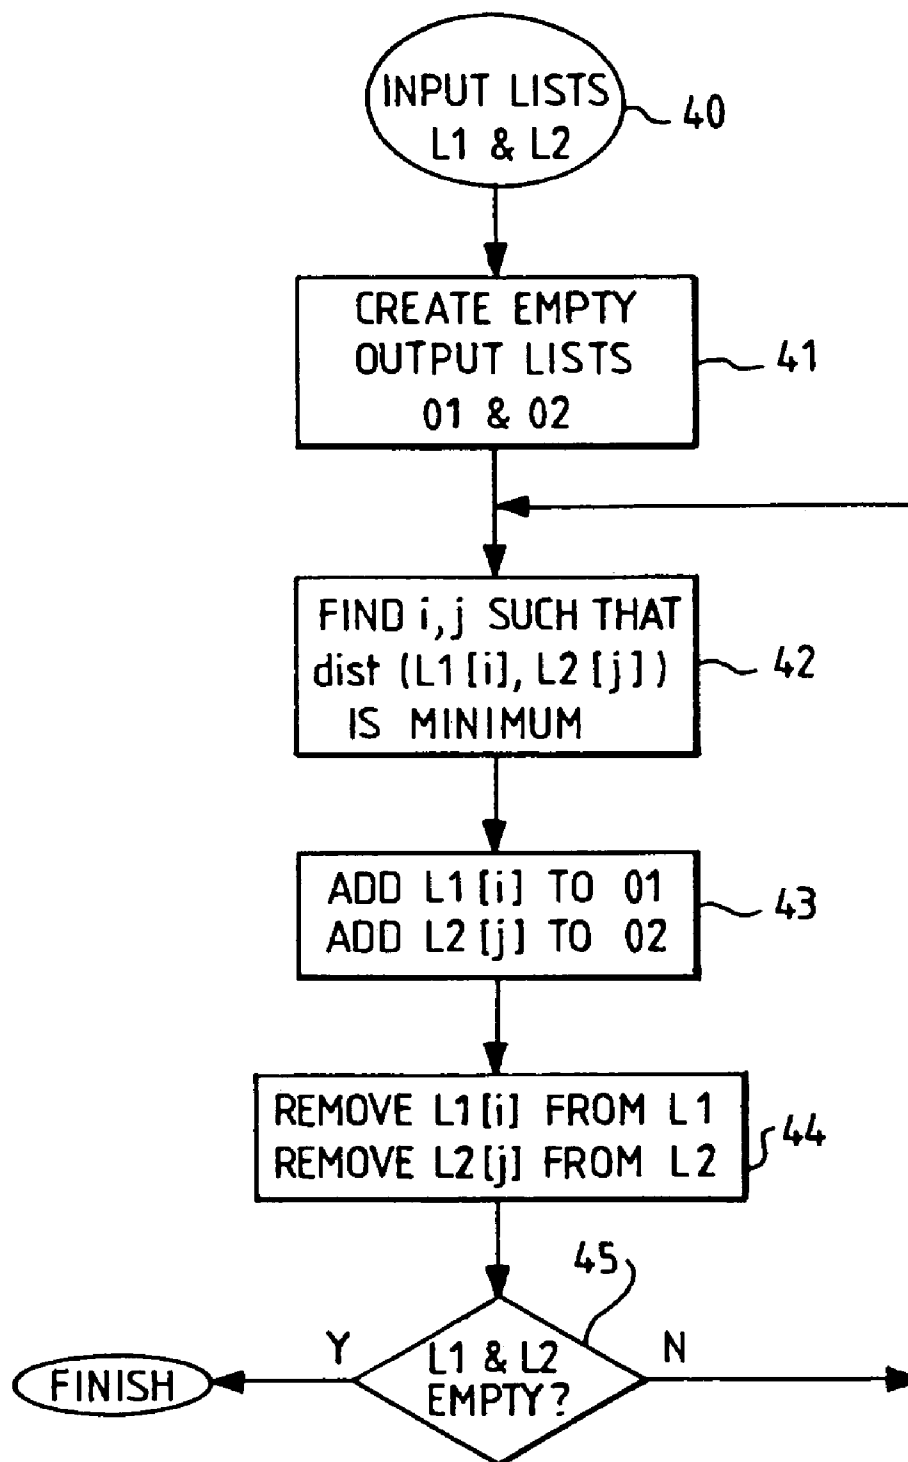 INPUT LISTS
L1 & L2
40
CREATE EMPTY
OUTPUT LISTS
01 & 02
41
FIND i,j SUCH THAT
dist (L1[i], L2[j])
IS MINIMUM
42
ADD L1[i] TO 01
ADD L2[j] TO 02
43
REMOVE L1[i] FROM L1
REMOVE L2[j] FROM L2
44
45
Y
L1 & L2
EMPTY?
N
FINISH